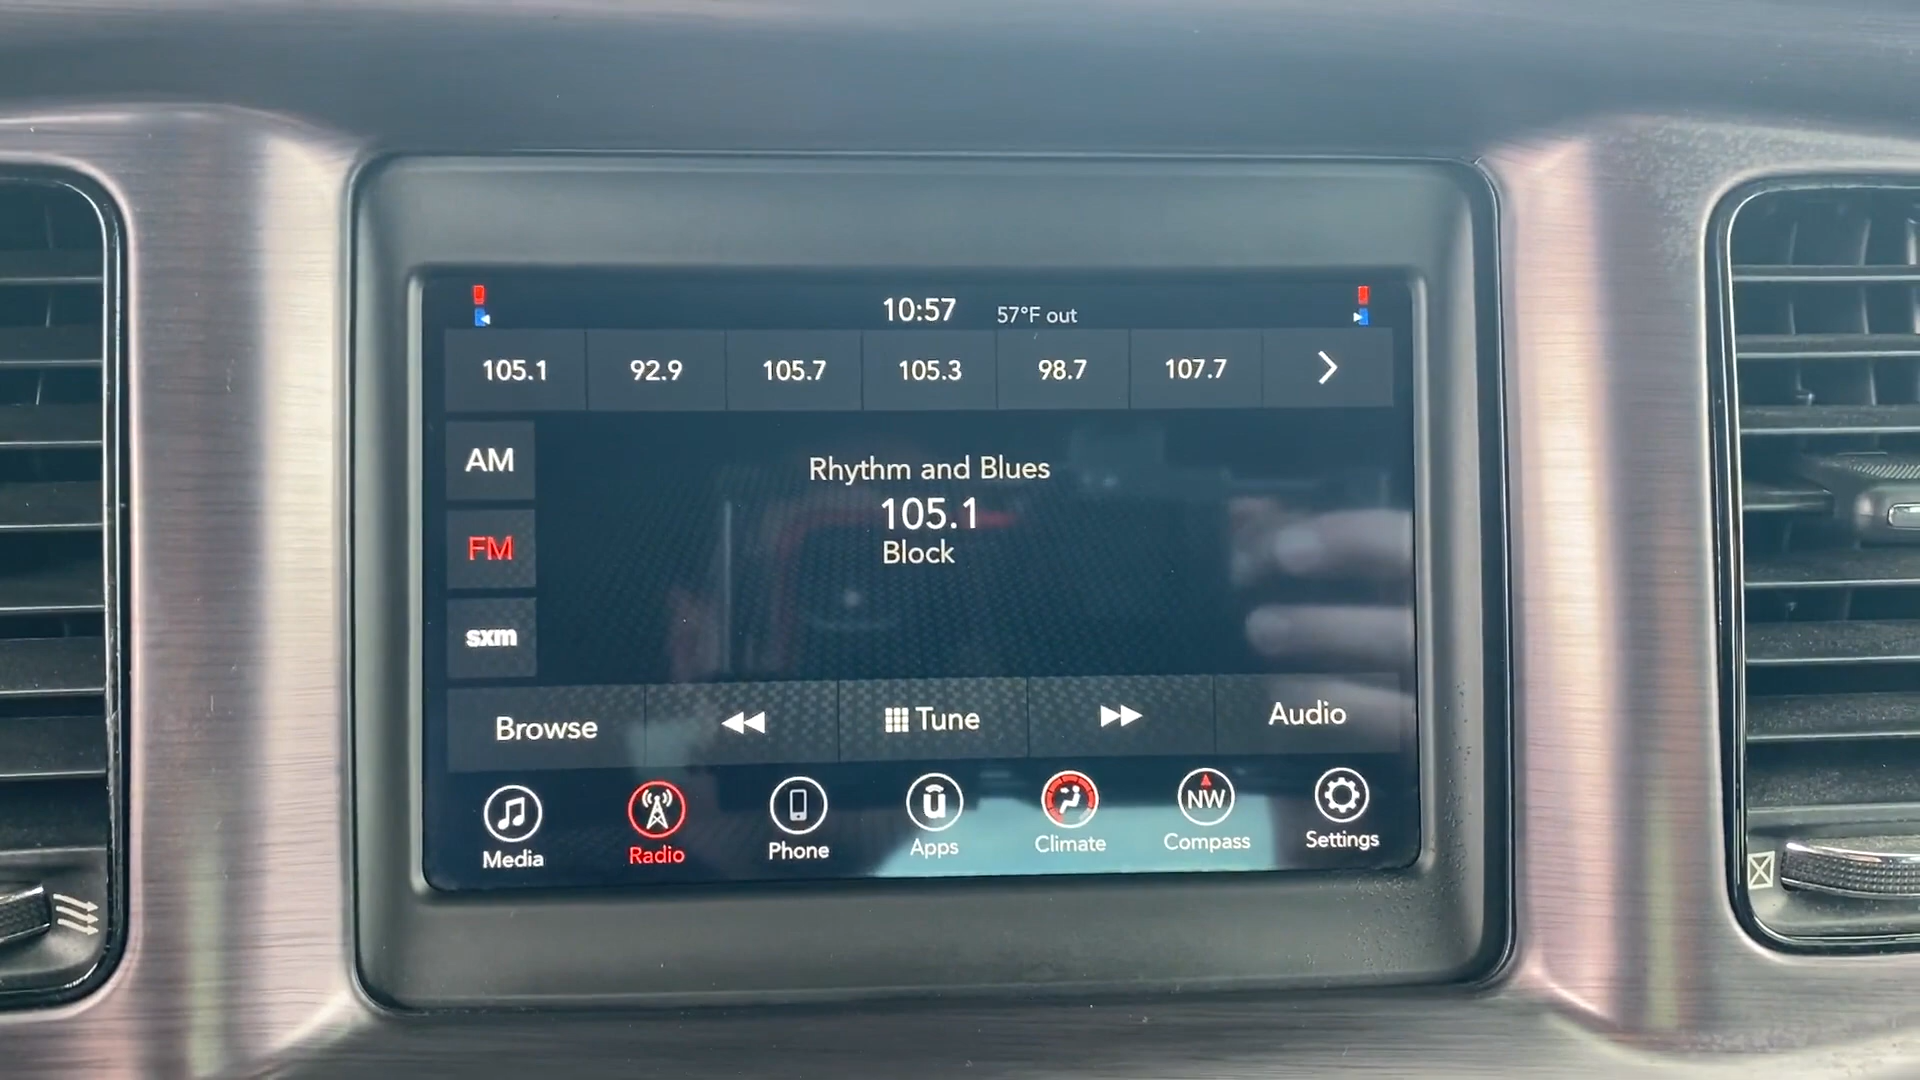 10:57 57°F out
105.1 92.9 105.7 105.3 98.7 107.7
AM
Rhythm and Blues
105.1
FM
Block
sxm
Browse Tune Audio
Media Radio Phone Apps Climate NW Compass Settings